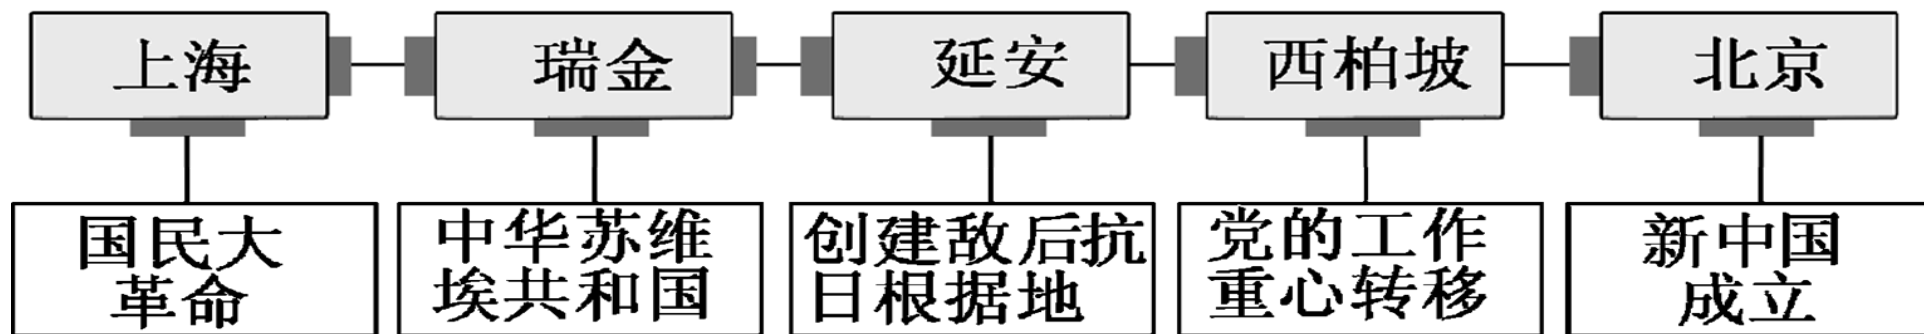 上海
瑞金
延安
西柏坡
北京
国民大
革命
中华苏维
埃共和国
创建敌后抗
日根据地
党的工作
重心转移
新中国
成立